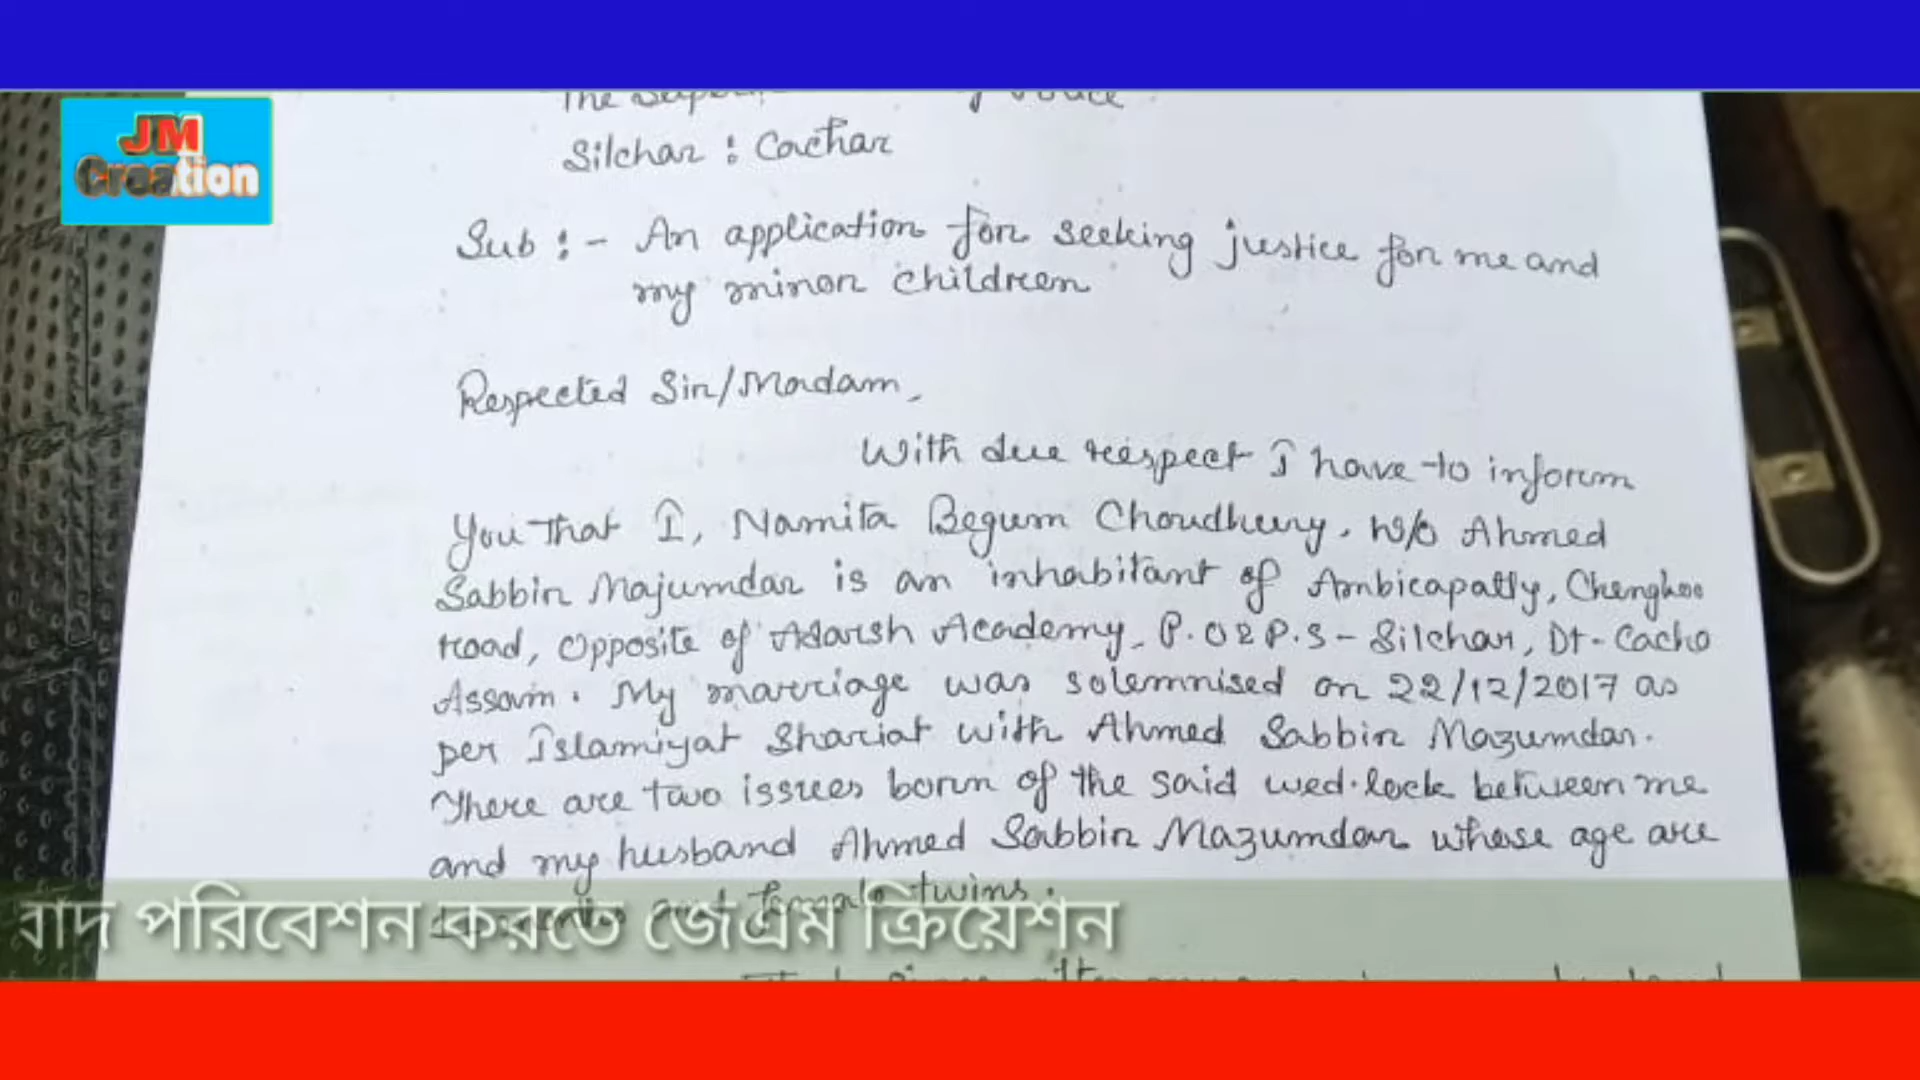 JM
Creation
The
Silchar : Cachar
Sub :- An application for seeking justice for me and
my minor children
Respected Sir/Madam,
With due respect I have to inform
You That I, Namita Begum Choudhury, W/O Ahmed
Sabbir Majumdar is an inhabitant of Ambicapatty,
road, Opposite of Adarsh Academy, P.O & P.S - Silchar, Dt - Cacha
Assam. My marriage was solemnised on 22/12/2017 as
per Islamiyat Shariat with Ahmed Sabbir Mazumdar.
There are two issues born of the said wed-lock between me
and my husband Ahmed Sabbir Mazumdar whose age are
female twins.
বাদ পরিবেশন করতে জেএম ক্রিয়েশন